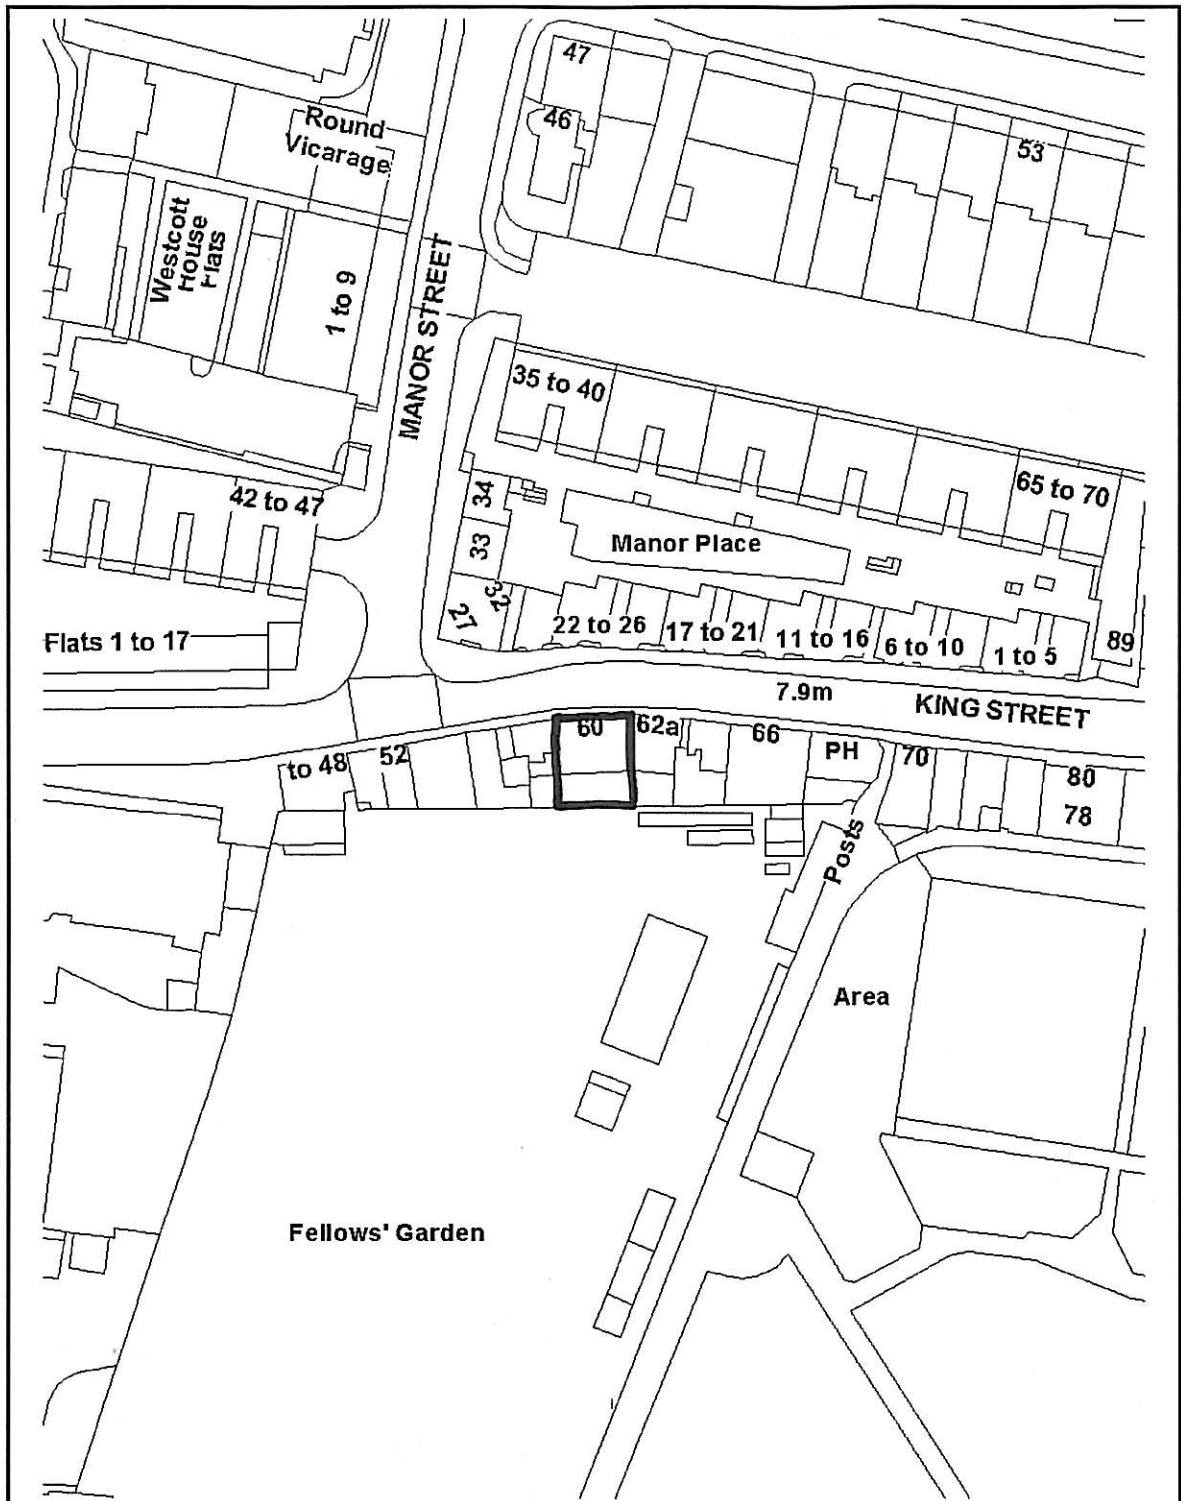 47
46
Round
Vicarage
53
Westcott
House
Flats
1 to 9
MANOR STREET
35 to 40
65 to 70
42 to 47
34
33
32
27
Manor Place
22 to 26
17 to 21
11 to 16
6 to 10
1 to 5
89
Flats 1 to 17
7.9m
KING STREET
to 48
52
60
62a
66
PH
70
80
78
Posts
Area
Fellows' Garden